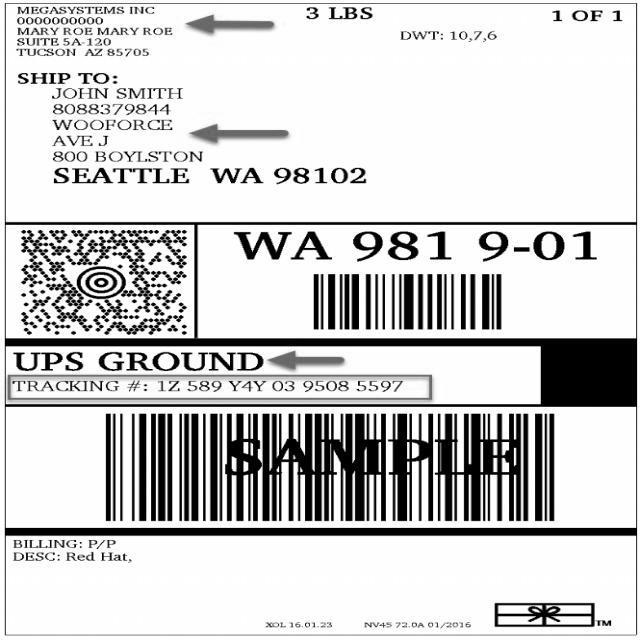 MEGASYSTEMS INC
0000000000
MARY ROE MARY ROE
SUITE 5A-120
TUCSON AZ 85705
3 LBS
1 OF 1
DWT: 10,7,6
SHIP TO:
JOHN SMITH
8088379844
WOOFORCE
AVE J
800 BOYLSTON
SEATTLE WA 98102
WA 981 9-01
UPS GROUND
TRACKING #: 1Z 589 Y4Y 03 9508 5597
SAMPLE
BILLING: P/P
DESC: Red Hat,
XOL 16.01.23 NV45 72.0A 01/2016
TM